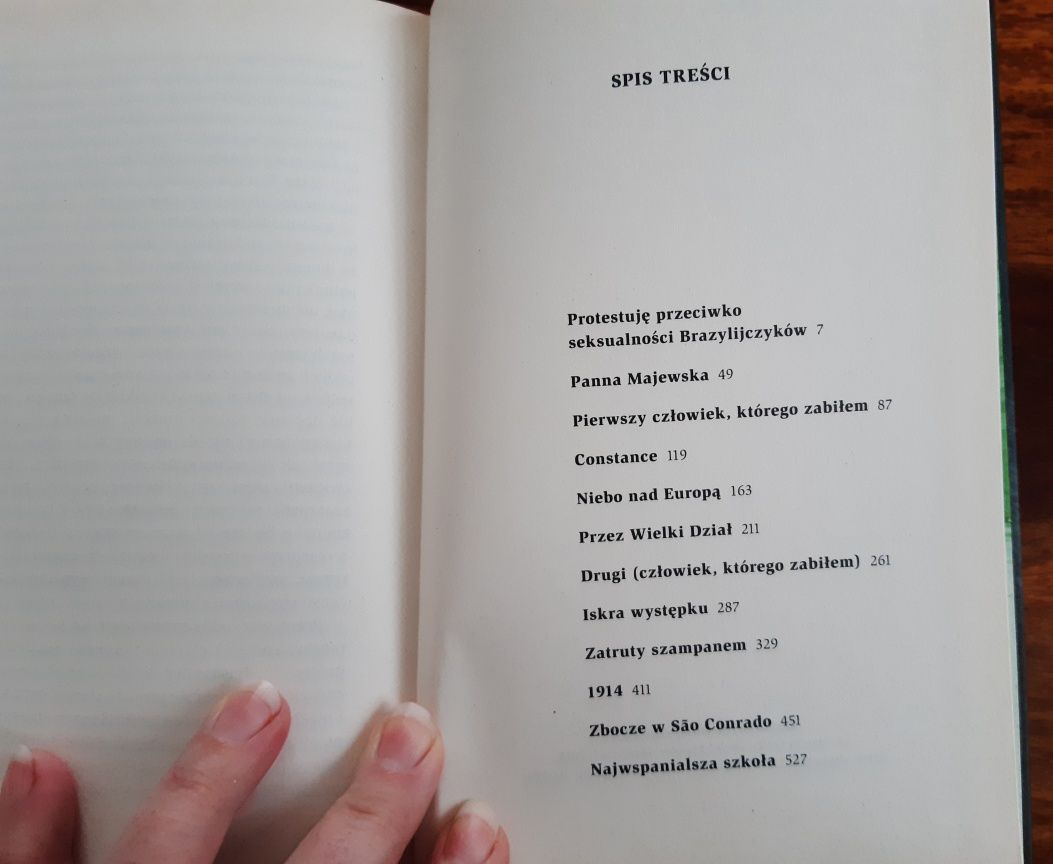 SPIS TREŚCI
Protestuję przeciwko
seksualności Brazylijczyków 7
Panna Majewska 49
Pierwszy człowiek, którego zabiłem 87
Constance 119
Niebo nad Europą 163
Przez Wielki Dział 211
Drugi (człowiek, którego zabiłem) 261
Iskra występku 287
Zatruty szampanem 329
1914 411
Zbocze w São Conrado 451
Najwspanialsza szkoła 527